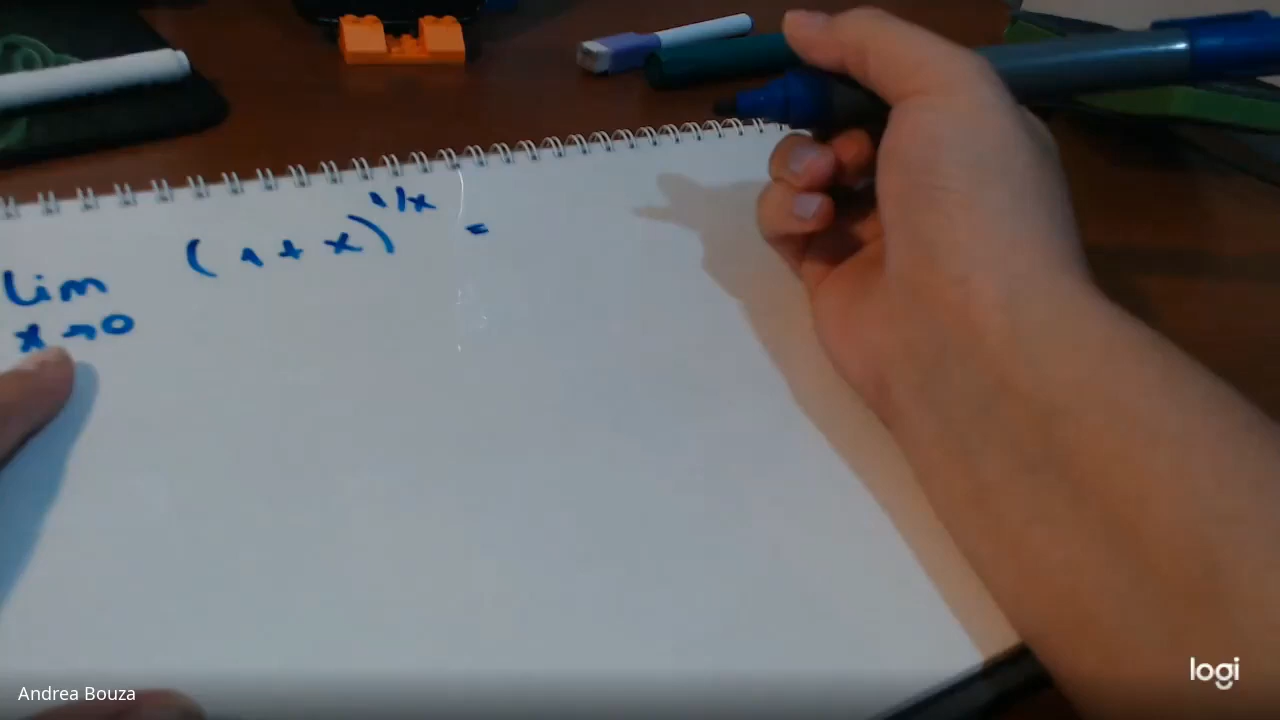 lim (1 + x)^1/x =
x→0
logi
Andrea Bouza